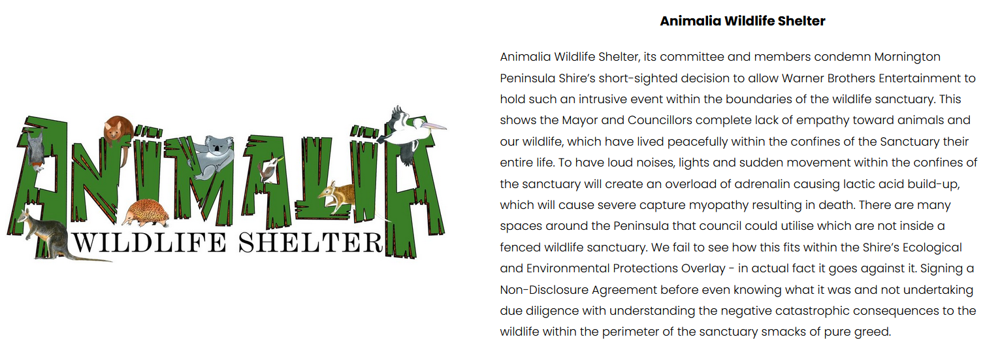 ANIMALIA
WILDLIFE SHELTER
Animalia Wildlife Shelter
Animalia Wildlife Shelter, its committee and members condemn Mornington
Peninsula Shire’s short-sighted decision to allow Warner Brothers Entertainment to
hold such an intrusive event within the boundaries of the wildlife sanctuary. This
shows the Mayor and Councillors complete lack of empathy toward animals and
our wildlife, which have lived peacefully within the confines of the Sanctuary their
entire life. To have loud noises, lights and sudden movement within the confines of
the sanctuary will create an overload of adrenalin causing lactic acid build-up,
which will cause severe capture myopathy resulting in death. There are many
spaces around the Peninsula that council could utilise which are not inside a
fenced wildlife sanctuary. We fail to see how this fits within the Shire’s Ecological
and Environmental Protections Overlay - in actual fact it goes against it. Signing a
Non-Disclosure Agreement before even knowing what it was and not undertaking
due diligence with understanding the negative catastrophic consequences to the
wildlife within the perimeter of the sanctuary smacks of pure greed.